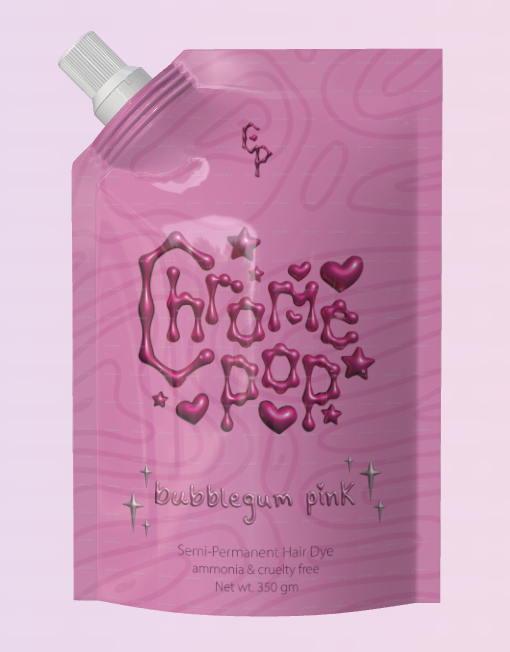 CP
Chrome
pop
bubblegum pink
Semi-Permanent Hair Dye
ammonia & cruelty free
Net wt. 350 gm